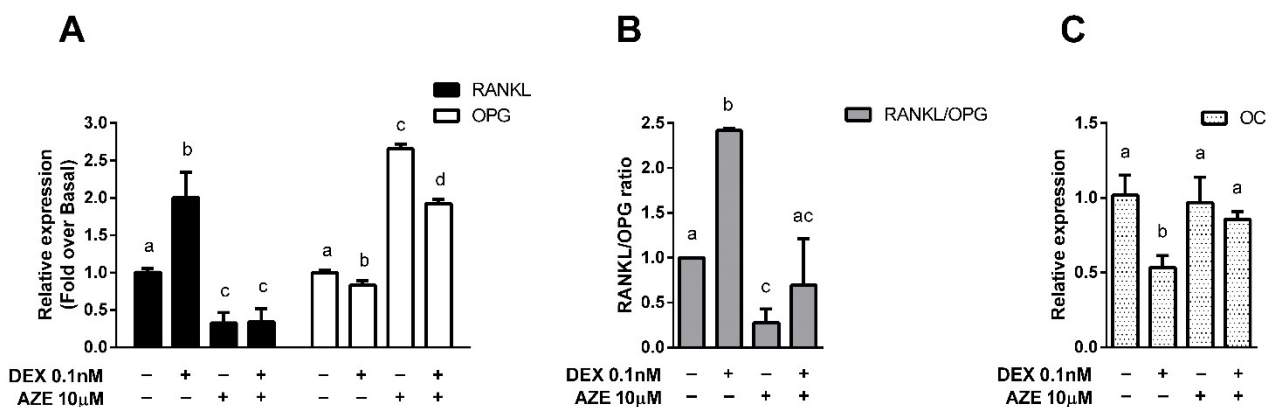 A
RANKL
OPG
Relative expression
(Fold over Basal)
3.0
2.5
2.0
1.5
1.0
0.5
0.0
a
b
c
c
a
b
c
d
DEX 0.1nM – + – + – + – +
AZE 10μM – – + + – – + +
B
RANKL/OPG
RANKL/OPG ratio
2.5
2.0
1.5
1.0
0.5
0.0
a
b
c
ac
DEX 0.1nM – + – +
AZE 10μM – – + +
C
OC
Relative expression
1.5
1.0
0.5
0.0
a
b
a
a
DEX 0.1nM – + – +
AZE 10μM – – + +